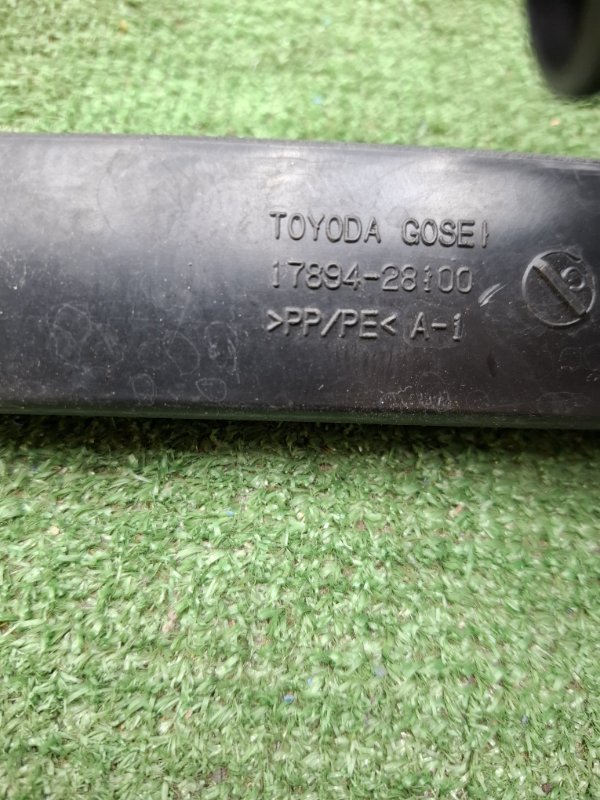 TOYODA GOSEI
17894-28100
>PP/PE< A-1